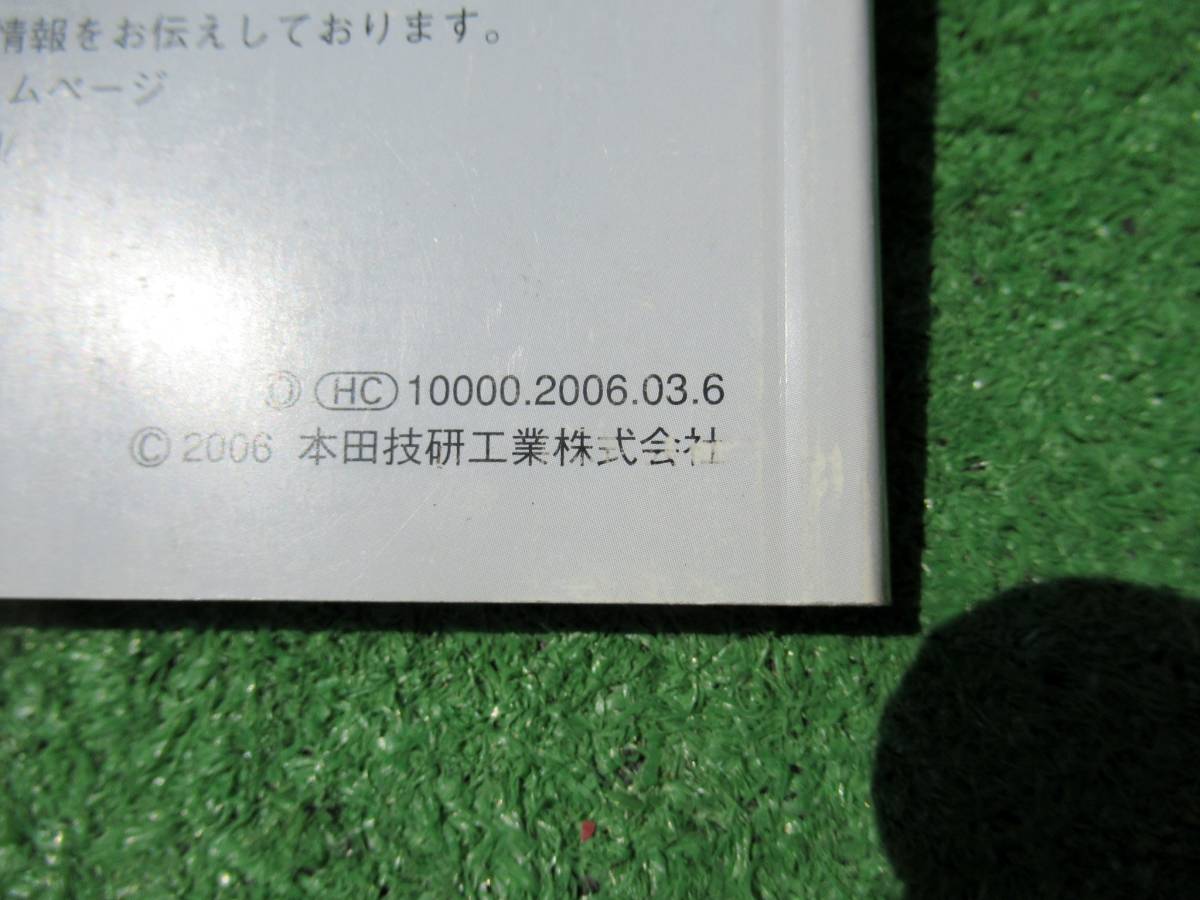 情報をお伝えしております。
ムページ
HC 10000.2006.03.6
© 2006 本田技研工業株式会社